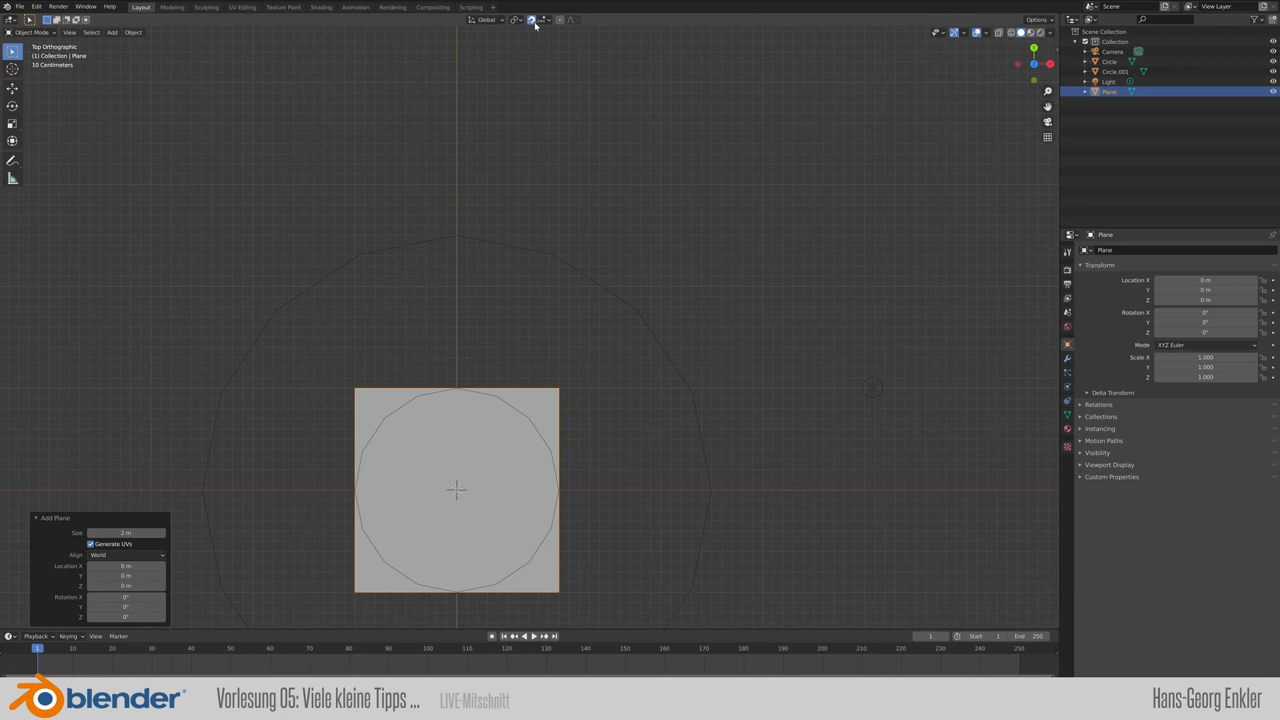 File Edit Render Window Help Layout Modeling Sculpting UV Editing Texture Paint Shading Animation Rendering Compositing Scripting Scene View Layer
Global Options
Object Mode View Select Add Object
Top Orthographic
(1) Collection | Plane
10 Centimeters
Y
Z
X
Scene Collection
Collection
Camera
Circle
Circle.001
Light
Plane
Plane
Plane
Transform
Location X 0 m
Y 0 m
Z 0 m
Rotation X 0°
Y 0°
Z 0°
Mode XYZ Euler
Scale X 1.000
Y 1.000
Z 1.000
Delta Transform
Relations
Collections
Instancing
Motion Paths
Visibility
Viewport Display
Custom Properties
Add Plane
Size 2 m
Generate UVs
Align World
Location X 0 m
Y 0 m
Z 0 m
Rotation X 0°
Y 0°
Z 0°
Playback Keying View Marker 1 Start 1 End 250
1 10 20 30 40 50 60 70 80 90 100 110 120 130 140 150 160 170 180 190 200 210 220 230 240 250
blender Vorlesung 05: Viele kleine Tipps ... LIVE-Mitschnitt Hans-Georg Enkler